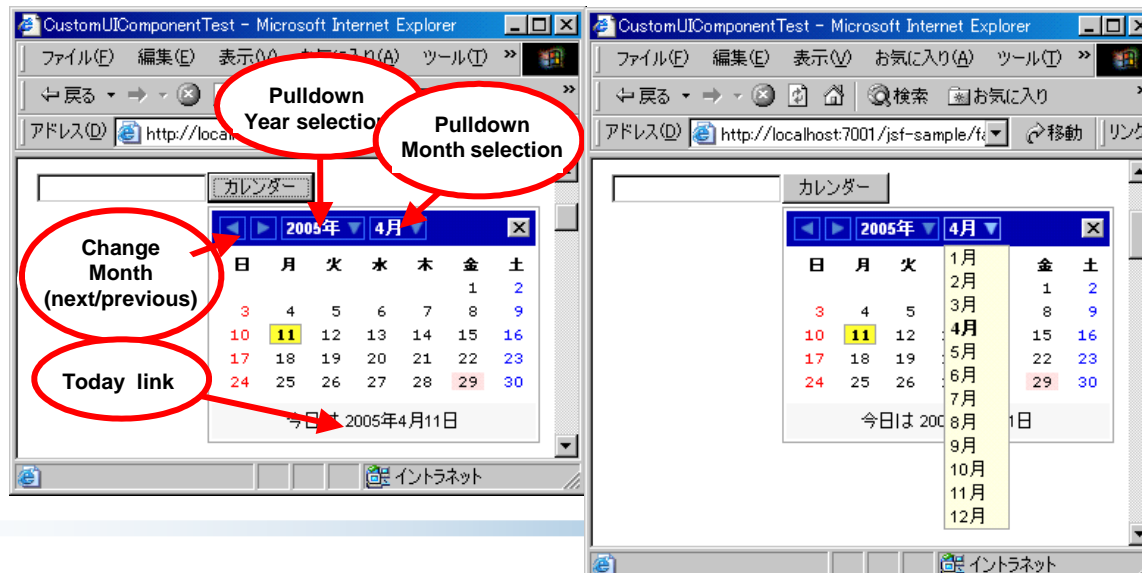 CustomUIComponentTest - Microsoft Internet Explorer
ファイル(F) 編集(E) 表示(V) ツール(T) »
戻る »
アドレス(D) http://loca
カレンダー
2005年 4月
日 月 火 水 木 金 土
1 2
3 4 5 6 7 8 9
10 11 12 13 14 15 16
17 18 19 20 21 22 23
24 25 26 27 28 29 30
今日は 2005年4月11日
イントラネット
Pulldown
Year selection
Pulldown
Month selection
Change
Month
(next/previous)
Today link
CustomUIComponentTest - Microsoft Internet Explorer
ファイル(F) 編集(E) 表示(V) お気に入り(A) ツール(T) »
戻る 検索 お気に入り
アドレス(D) http://localhost:7001/jsf-sample/fa 移動 リンク
カレンダー
2005年 4月
日 月 火 金 土
1 2
3 4 5 8 9
10 11 12 15 16
17 18 19 22 23
24 25 26 29 30
今日は 200 1日
1月
2月
3月
4月
5月
6月
7月
8月
9月
10月
11月
12月
イントラネット